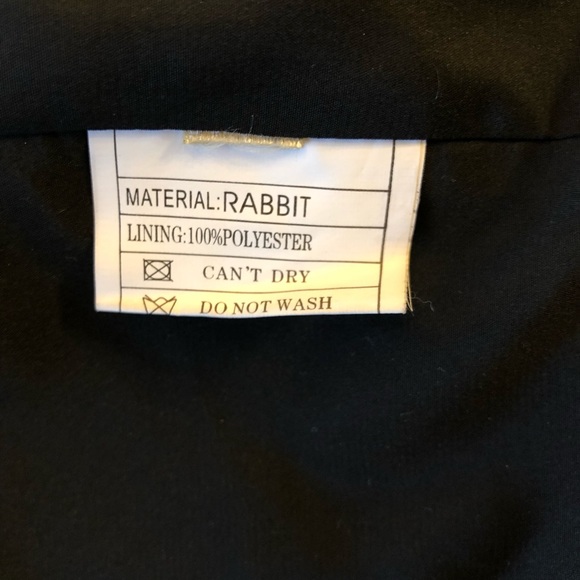 MATERIAL:RABBIT
LINING:100%POLYESTER
CAN'T DRY
DO NOT WASH